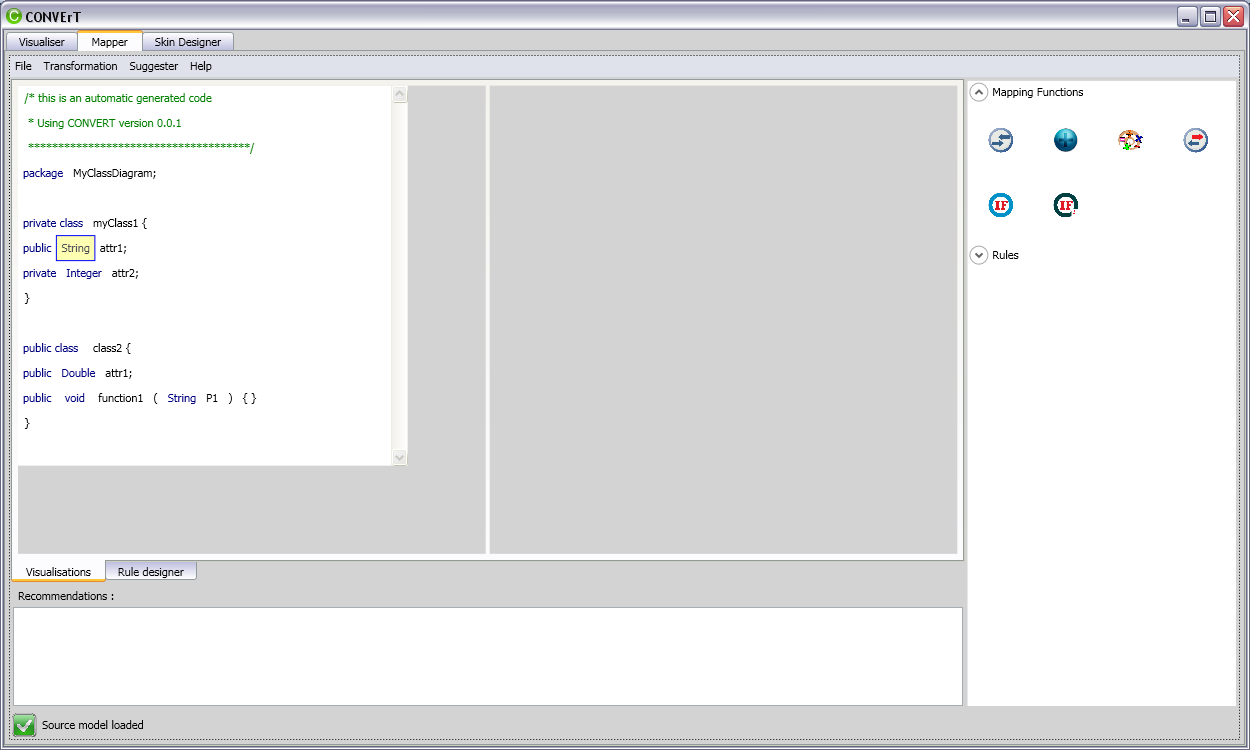 CONVErT
Visualiser Mapper Skin Designer
File Transformation Suggester Help
/* this is an automatic generated code
* Using CONVERT version 0.0.1
*************************************/
package MyClassDiagram;
private class myClass1 {
public String attr1;
private Integer attr2;
}
public class class2 {
public Double attr1;
public void function1 ( String P1 ) { }
}
Mapping Functions
IF IF
Rules
Visualisations Rule designer
Recommendations :
Source model loaded